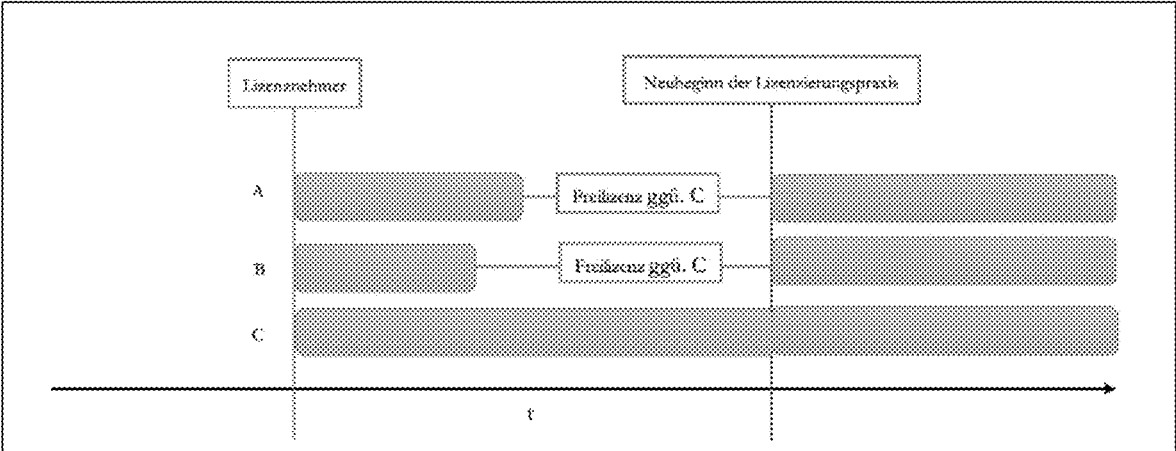 Lizenznehmer
Neubeginn der Lizenzierungspraxis
A
Freilizenz ggü. C
B
Freilizenz ggü. C
C
t